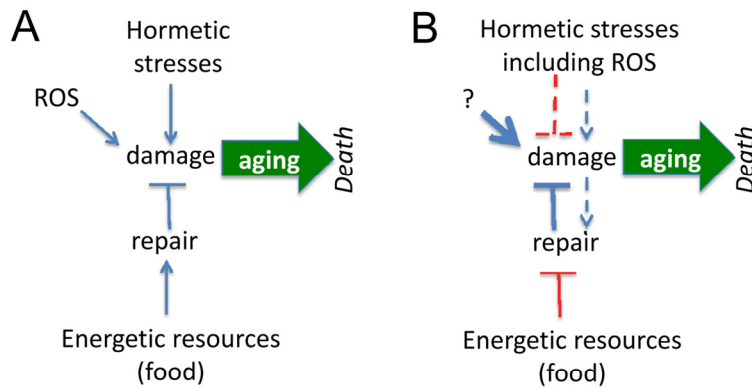 A
Hormetic
stresses
ROS
damage
aging
Death
repair
Energetic resources
(food)
B
Hormetic stresses
including ROS
?
damage
aging
Death
repair
Energetic resources
(food)